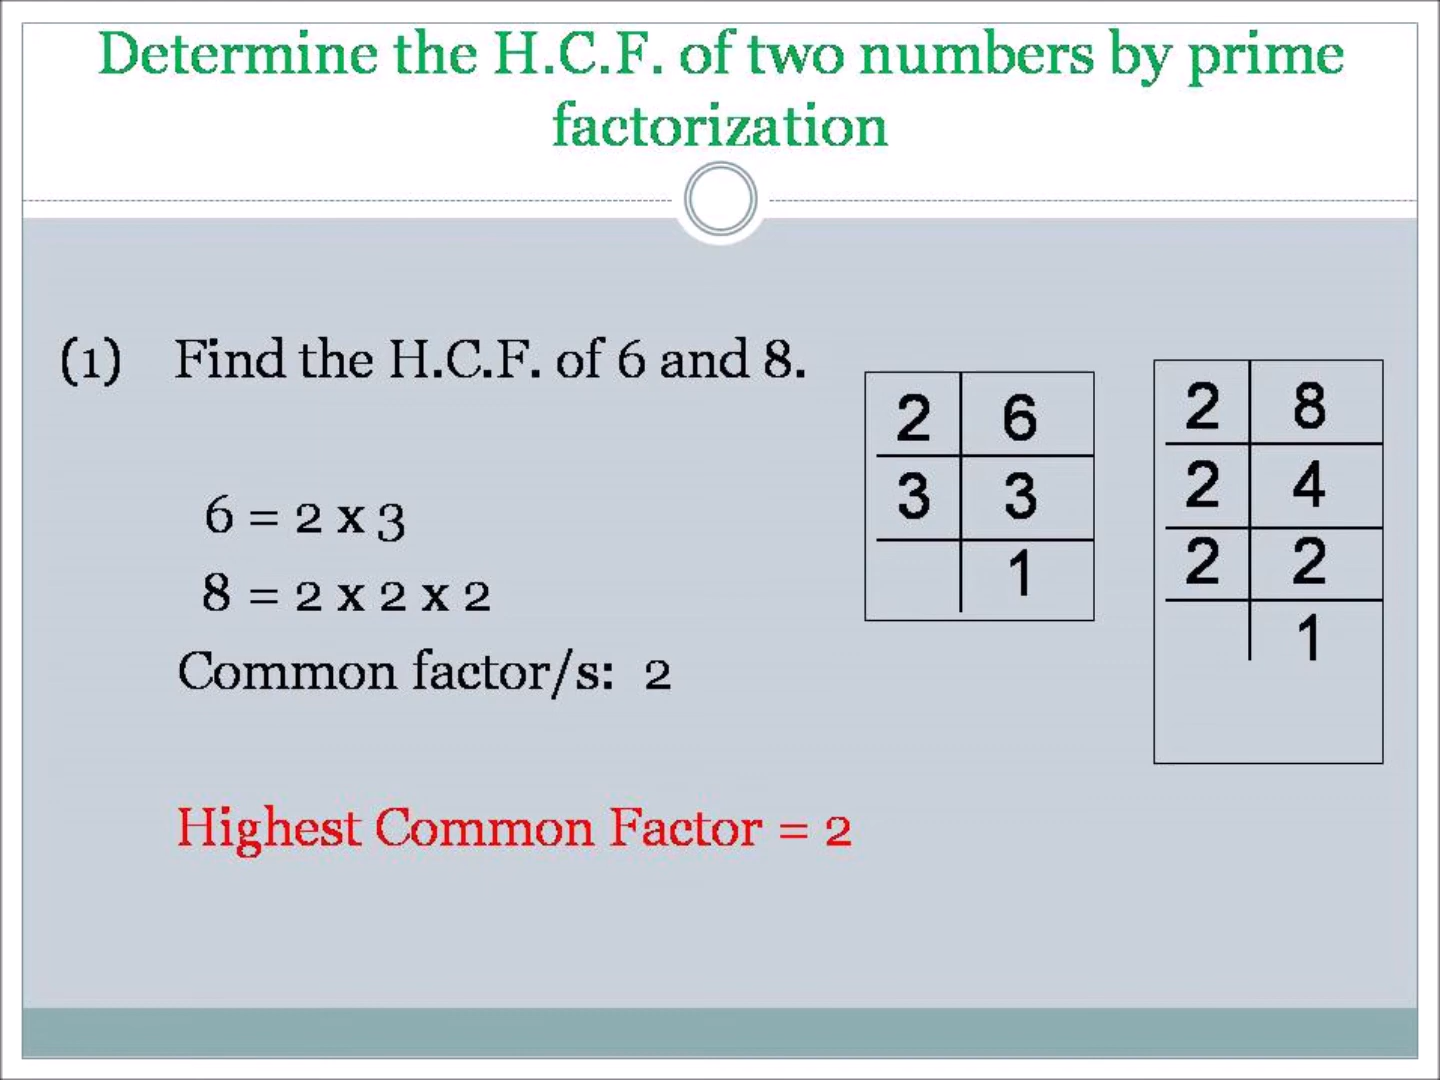 Determine the H.C.F. of two numbers by prime
factorization
(1) Find the H.C.F. of 6 and 8.
6 = 2 x 3
8 = 2 x 2 x 2
Common factor/s: 2
Highest Common Factor = 2
2 6
3 3
1
2 8
2 4
2 2
1